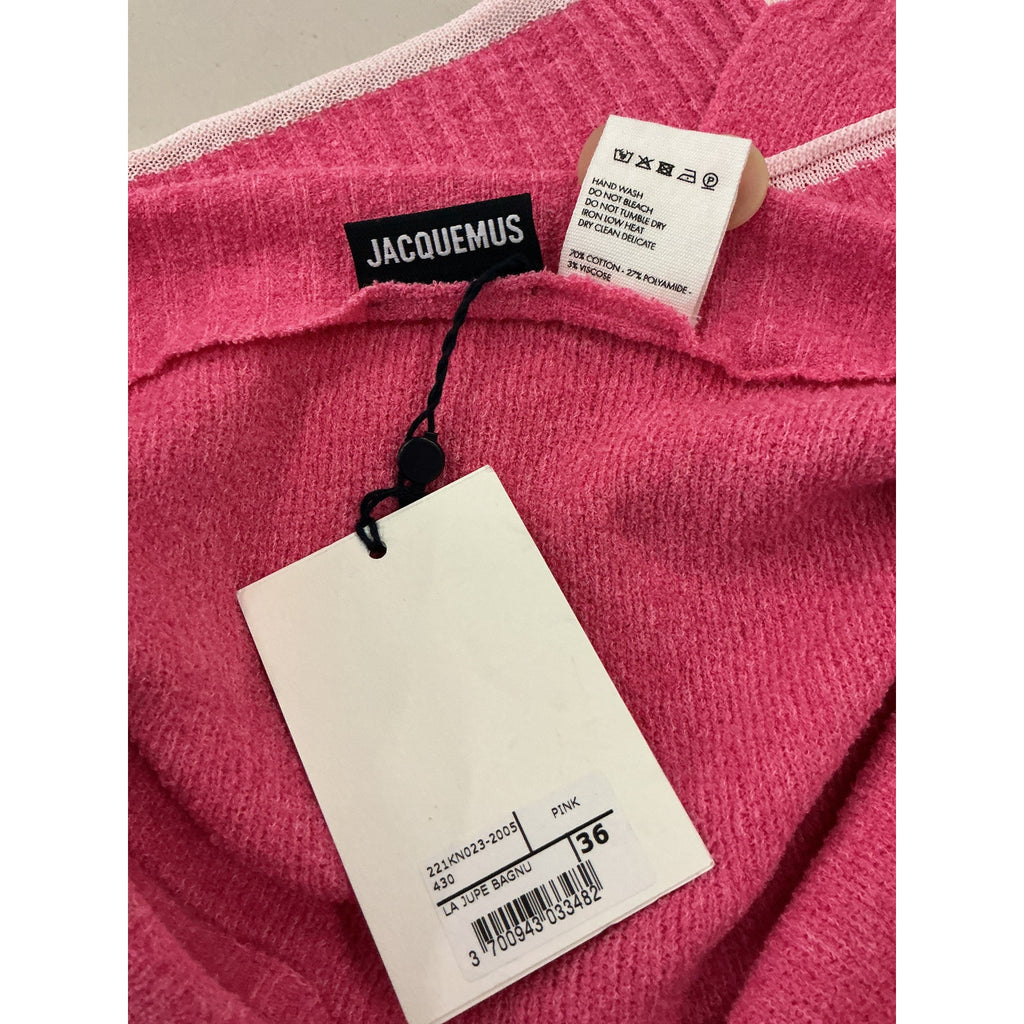 JACQUEMUS
HAND WASH
DO NOT BLEACH
DO NOT TUMBLE DRY
IRON LOW HEAT
DRY CLEAN DELICATE
70% COTTON - 27% POLYAMIDE -
3% VISCOSE
221KN023-2005
430
PINK
LA JUPE BAGNU
36
3 700943 033482